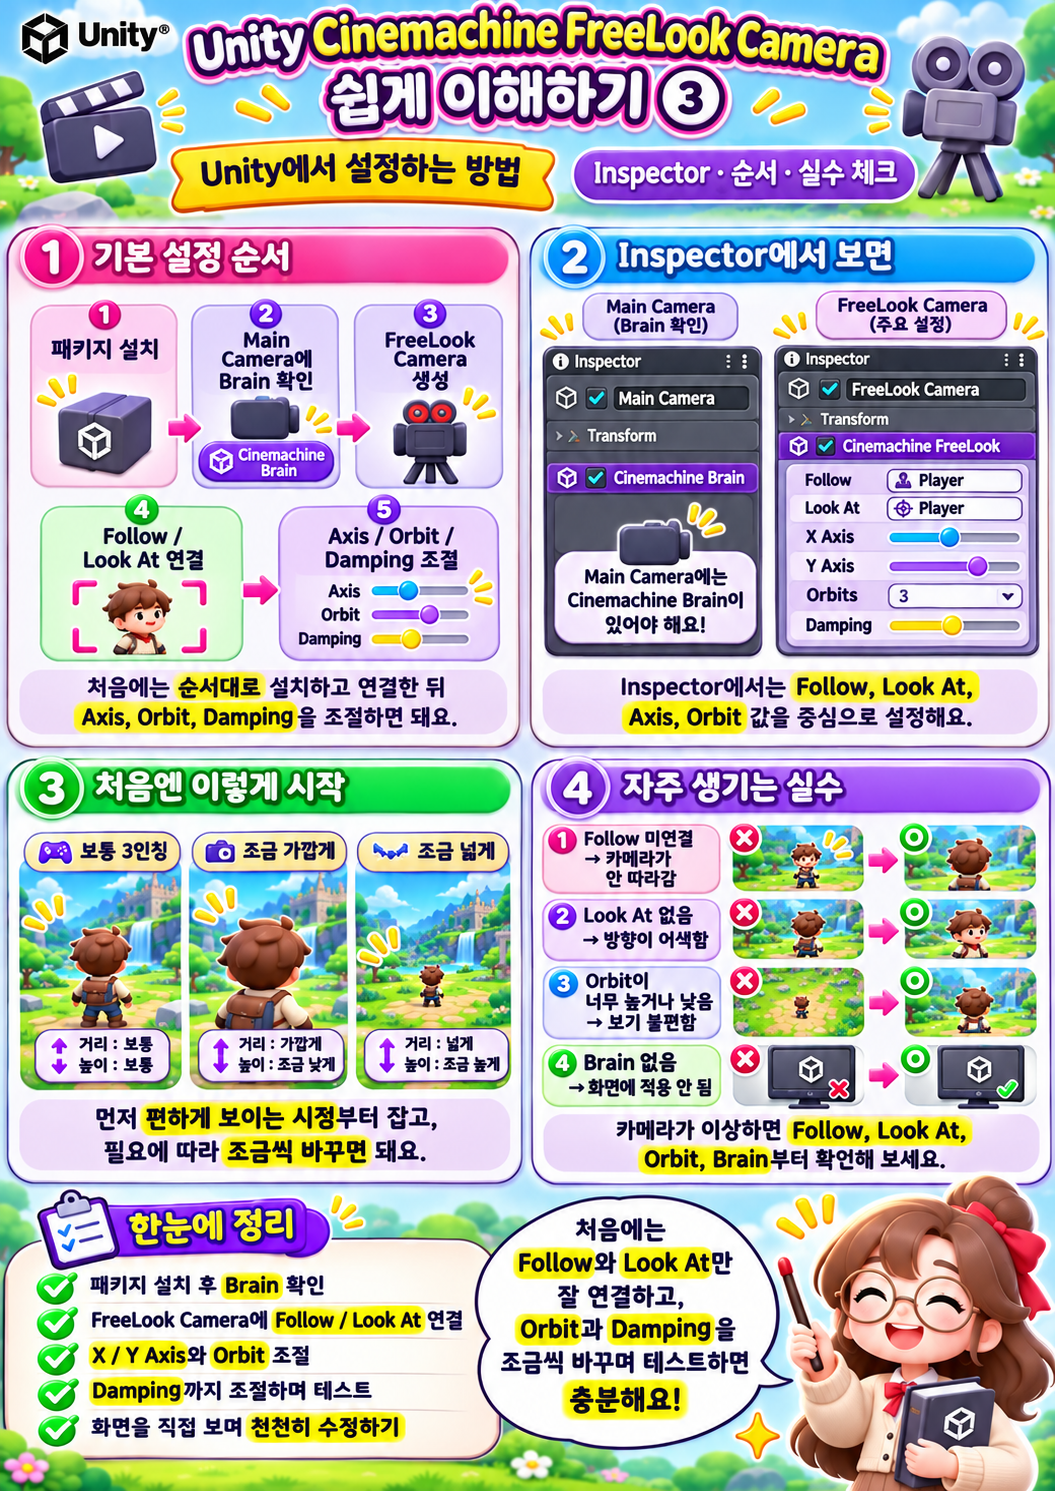 Unity®
Unity Cinemachine FreeLook Camera
쉽게 이해하기 3
Unity에서 설정하는 방법
Inspector · 순서 · 실수 체크
1 기본 설정 순서
1
패키지 설치
2
Main
Camera에
Brain 확인
Cinemachine
Brain
3
FreeLook
Camera
생성
4
Follow /
Look At 연결
5
Axis / Orbit /
Damping 조졀
Axis
Orbit
Damping
처음에는 순서대로 설치하고 연결한 뒤
Axis, Orbit, Damping을 조절하면 돼요.
2 Inspector에서 보면
Main Camera
(Brain 확인)
Inspector
Main Camera
Transform
Cinemachine Brain
Main Camera에는
Cinemachine Brain이
있어야 해요!
FreeLook Camera
(주요 설정)
Inspector
FreeLook Camera
Transform
Cinemachine FreeLook
Follow Player
Look At Player
X Axis
Y Axis
Orbits 3
Damping
Inspector에서는 Follow, Look At,
Axis, Orbit 값을 중심으로 설정해요.
3 처음엔 이렇게 시작
보통 3인칭
거리 : 보통
높이 : 보통
조금 가깝게
거리 : 가깝게
높이 : 조금 낮게
조금 넓게
거리 : 넓게
높이 : 조금 높게
먼저 편하게 보이는 시점부터 잡고,
필요에 따라 조금씩 바꾸면 돼요.
4 자주 생기는 실수
1 Follow 미연결
→ 카메라가
안 따라감
2 Look At 없음
→ 방향이 어색함
3 Orbit이
너무 높거나 낮음
→ 보기 불편함
4 Brain 없음
→ 화면에 적용 안 됨
카메라가 이상하면 Follow, Look At,
Orbit, Brain부터 확언해 보세요.
한눈에 정리
패키지 설치 후 Brain 확인
FreeLook Camera에 Follow / Look At 연결
X / Y Axis와 Orbit 조절
Damping까지 조절하며 테스트
화면을 직접 보며 천천히 수정하기
처음에는
Follow와 Look At만
잘 연결하고,
Orbit과 Damping을
조금씩 바꾸며 테스트하면
충분해요!